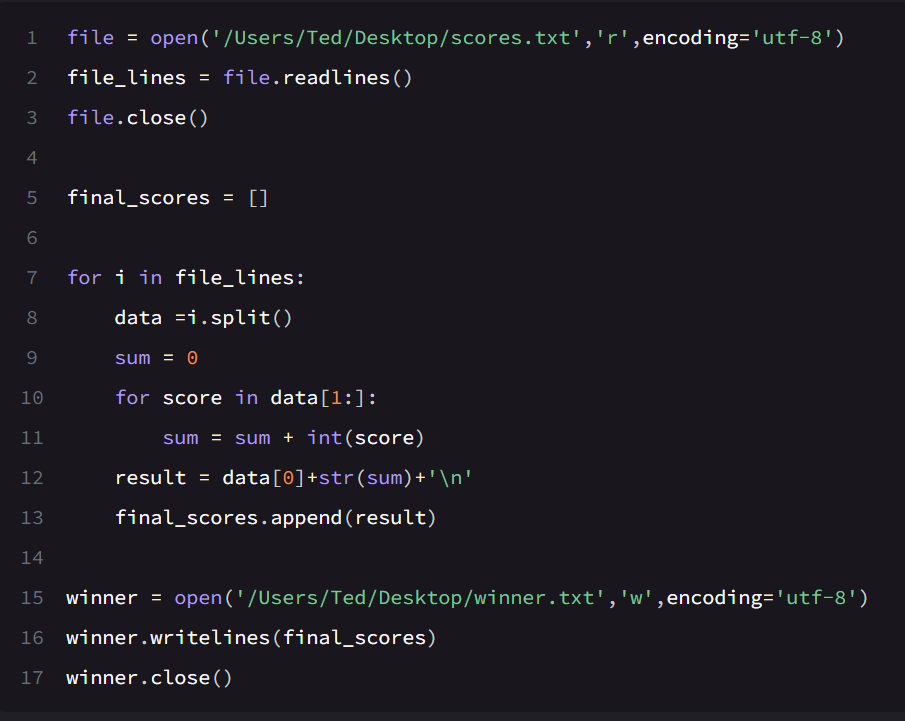 1 file = open('/Users/Ted/Desktop/scores.txt','r',encoding='utf-8')
2 file_lines = file.readlines()
3 file.close()
4
5 final_scores = []
6
7 for i in file_lines:
8     data =i.split()
9     sum = 0
10     for score in data[1:]:
11         sum = sum + int(score)
12     result = data[0]+str(sum)+'\n'
13     final_scores.append(result)
14
15 winner = open('/Users/Ted/Desktop/winner.txt','w',encoding='utf-8')
16 winner.writelines(final_scores)
17 winner.close()